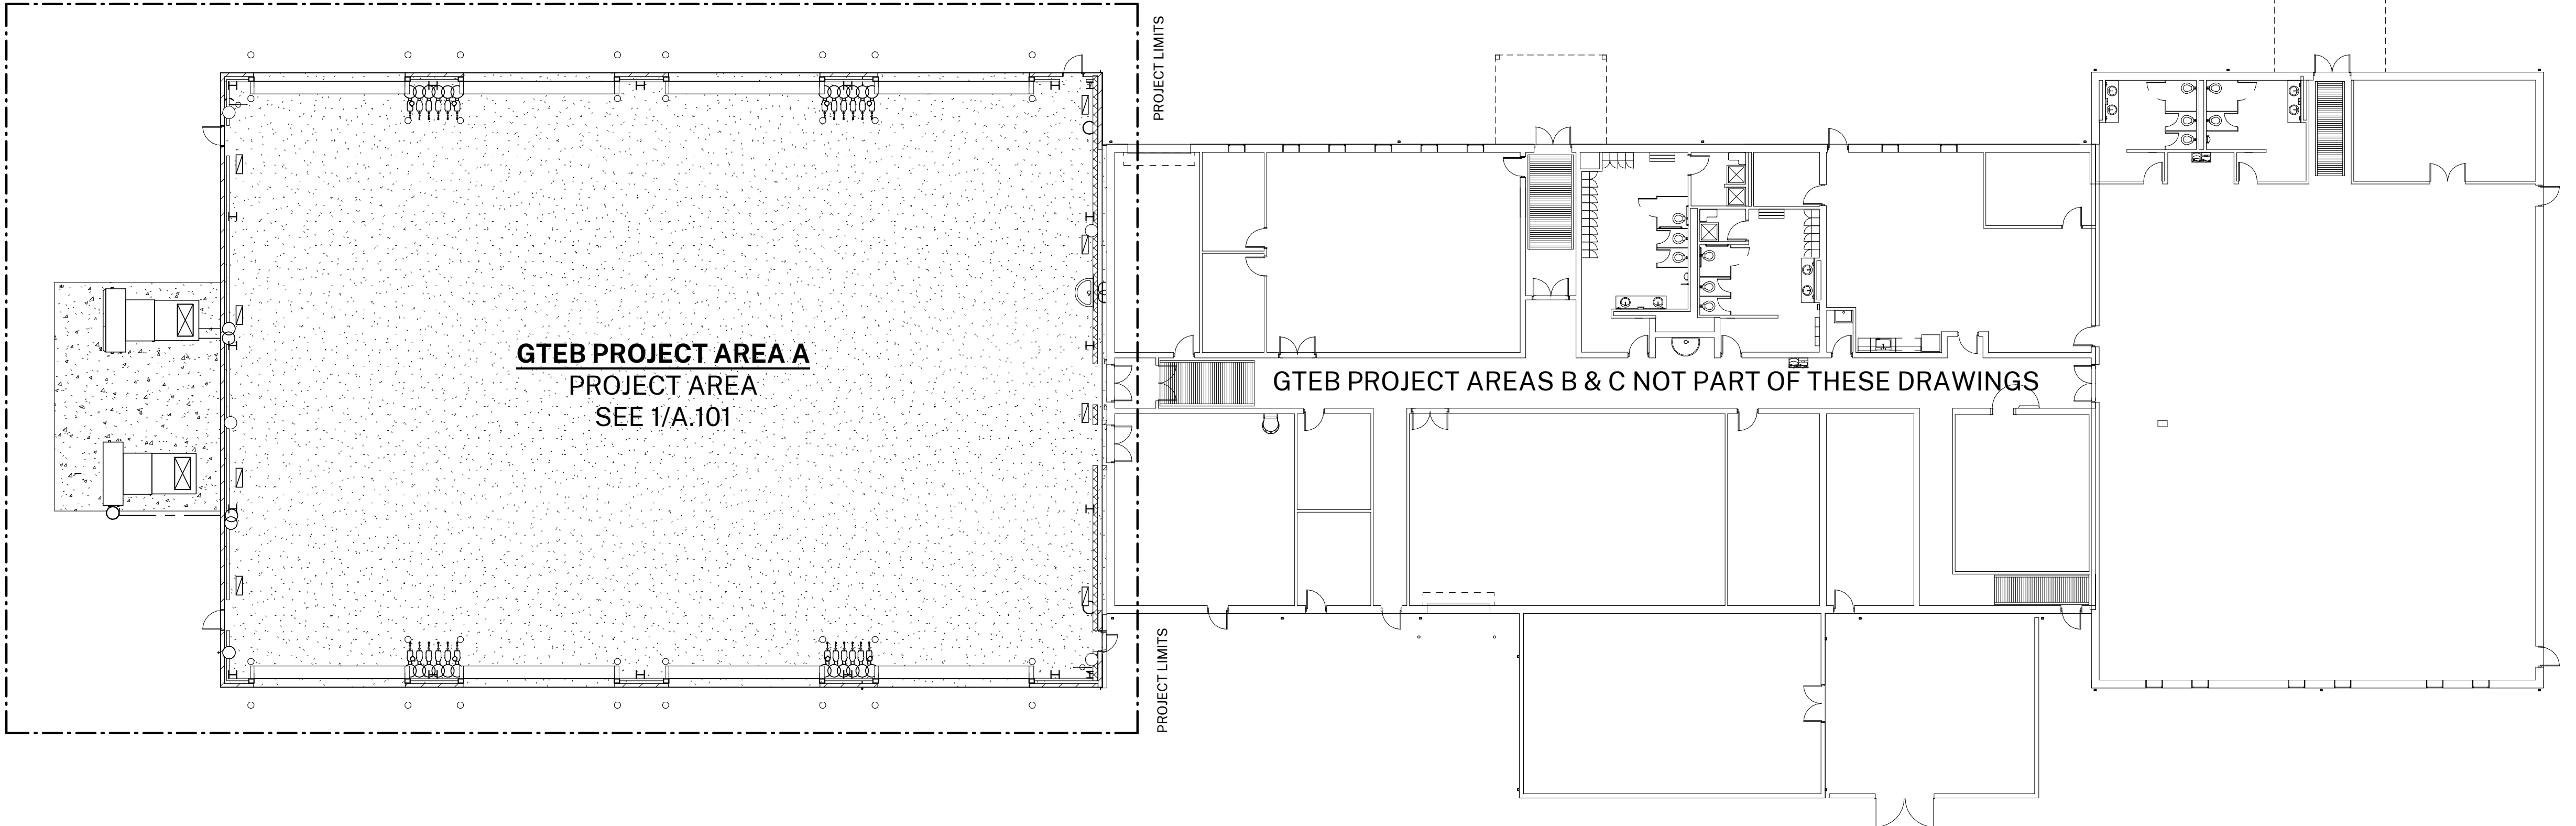 PROJECT LIMITS
GTEB PROJECT AREA A
PROJECT AREA
SEE 1/A.101
GTEB PROJECT AREAS B & C NOT PART OF THESE DRAWINGS
PROJECT LIMITS